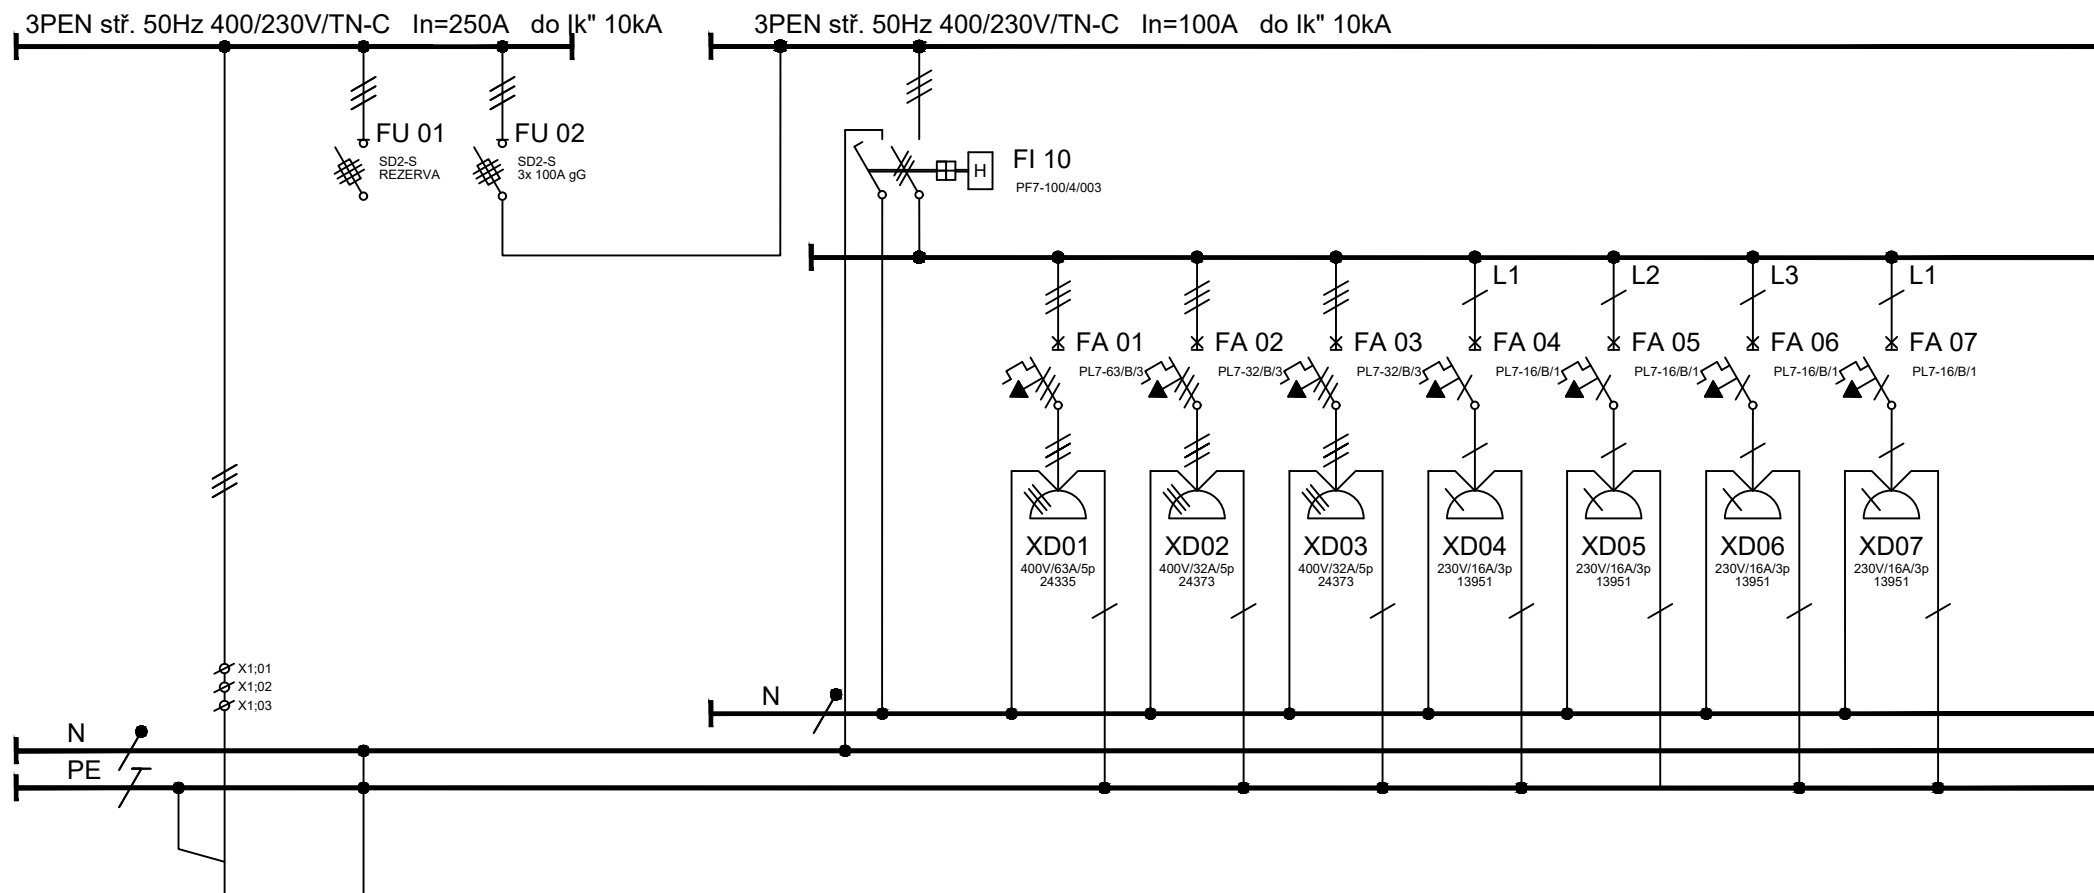 3PEN stř. 50Hz 400/230V/TN-C In=250A do Ik" 10kA
3PEN stř. 50Hz 400/230V/TN-C In=100A do Ik" 10kA
FU 01
SD2-S
REZERVA
FU 02
SD2-S
3x 100A gG
H
FI 10
PF7-100/4/003
L1
L2
L3
L1
FA 01
PL7-63/B/3
FA 02
PL7-32/B/3
FA 03
PL7-32/B/3
FA 04
PL7-16/B/1
FA 05
PL7-16/B/1
FA 06
PL7-16/B/1
FA 07
PL7-16/B/1
XD01
400V/63A/5p
24335
XD02
400V/32A/5p
24373
XD03
400V/32A/5p
24373
XD04
230V/16A/3p
13951
XD05
230V/16A/3p
13951
XD06
230V/16A/3p
13951
XD07
230V/16A/3p
13951
X1;01
X1;02
X1;03
N
N
PE